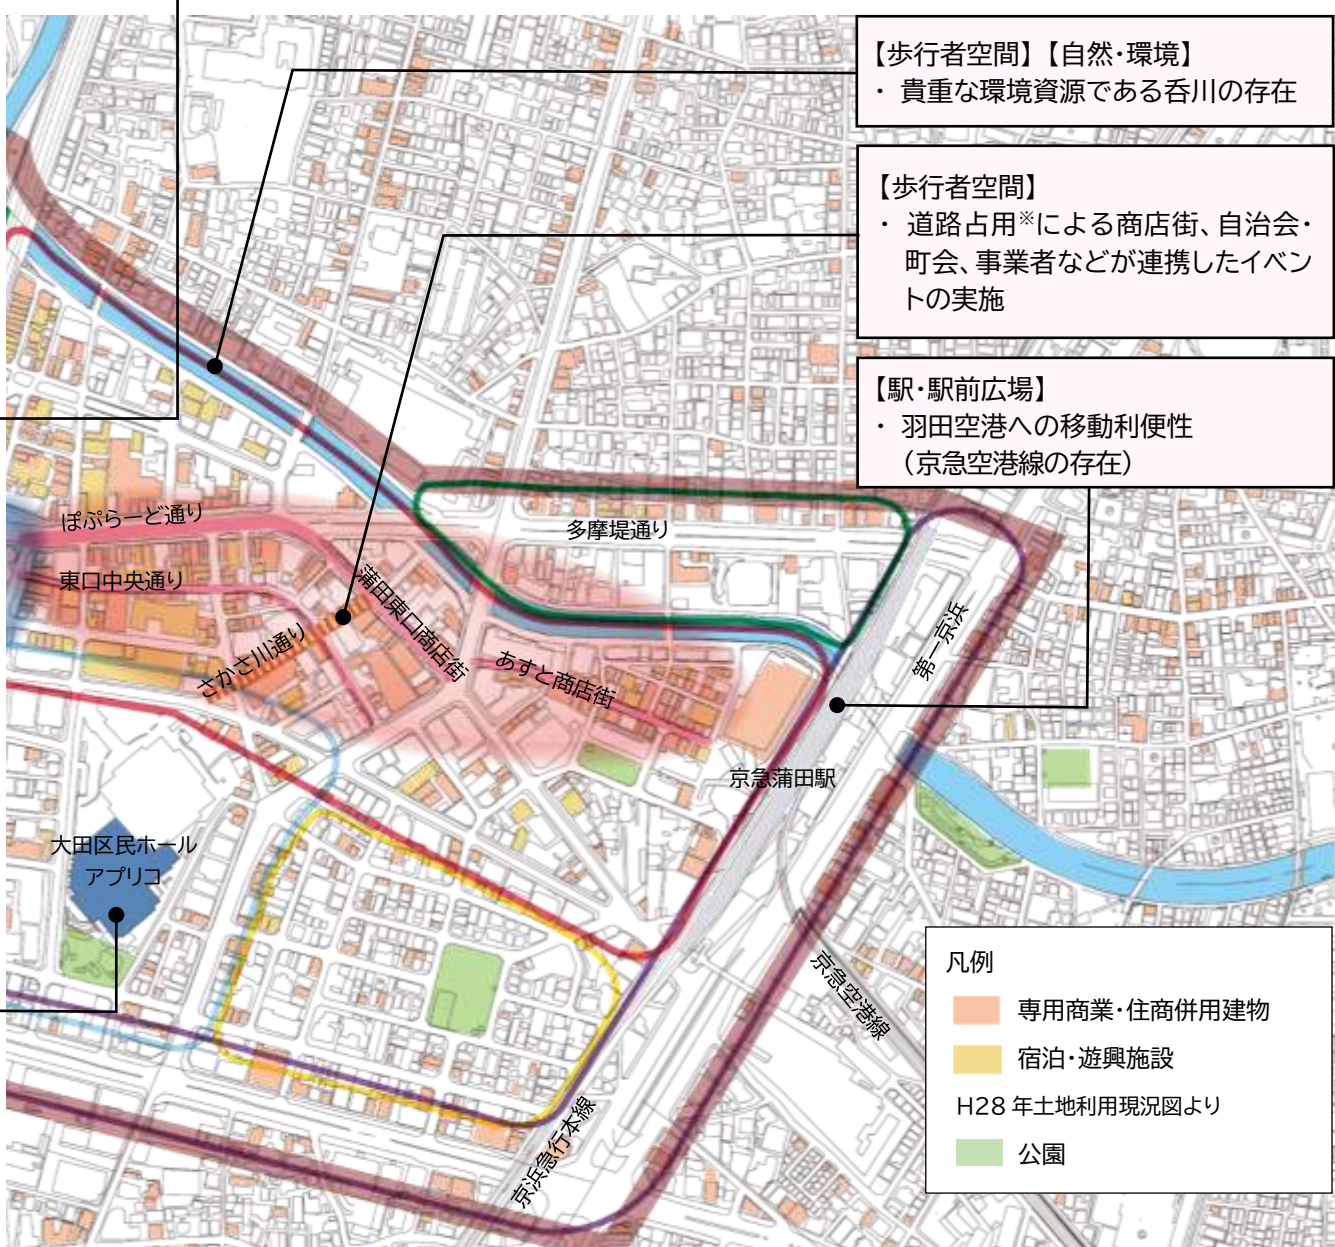 【歩行者空間】【自然・環境】
・ 貴重な環境資源である呑川の存在
【歩行者空間】
・ 道路占用※による商店街、自治会・
町会、事業者などが連携したイベン
トの実施
【駅・駅前広場】
・ 羽田空港への移動利便性
（京急空港線の存在）
ぽぷらーど通り
多摩堤通り
東口中央通り
蒲田東口商店街
さかさ川通り
あすと商店街
第一京浜
京急蒲田駅
大田区民ホール
アプリコ
京急空港線
京浜急行本線
凡例
専用商業・住商併用建物
宿泊・遊興施設
H28 年土地利用現況図より
公園